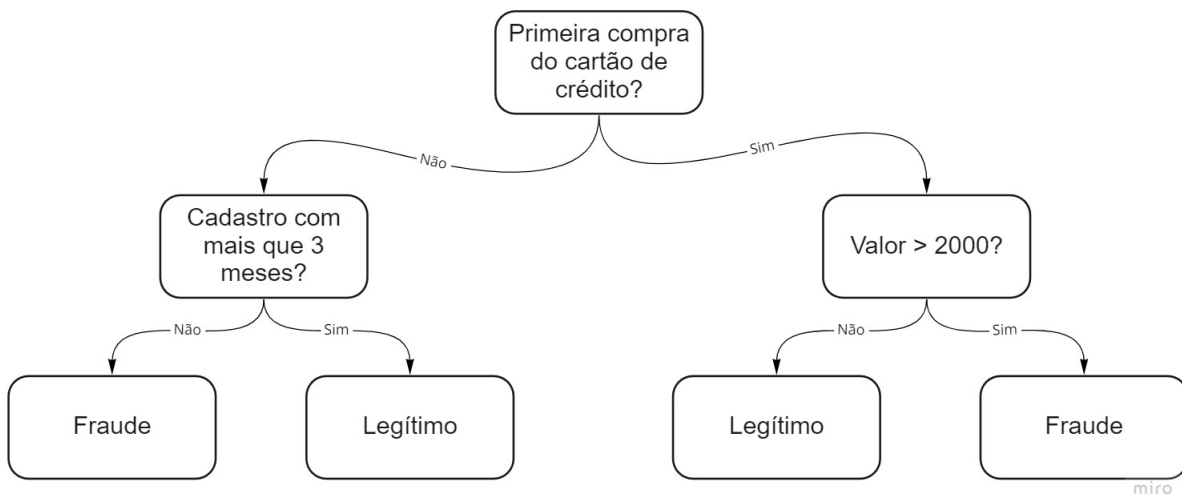 Primeira compra
do cartão de
crédito?
Não
Sim
Cadastro com
mais que 3
meses?
Valor > 2000?
Não
Sim
Não
Sim
Fraude
Legítimo
Legítimo
Fraude
miro